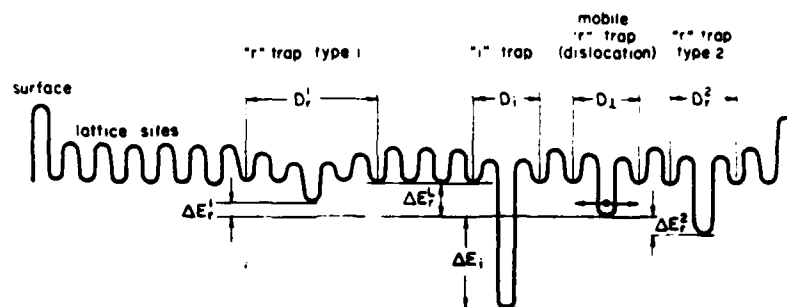 mobile
"r" trap type 1 "i" trap "r" trap "r" trap
(dislocation) type 2
surface D_r^1 D_i D_⊥ D_r^2
lattice sites
ΔE_r^1 ΔE_r^L ΔE_r^2
ΔE_i